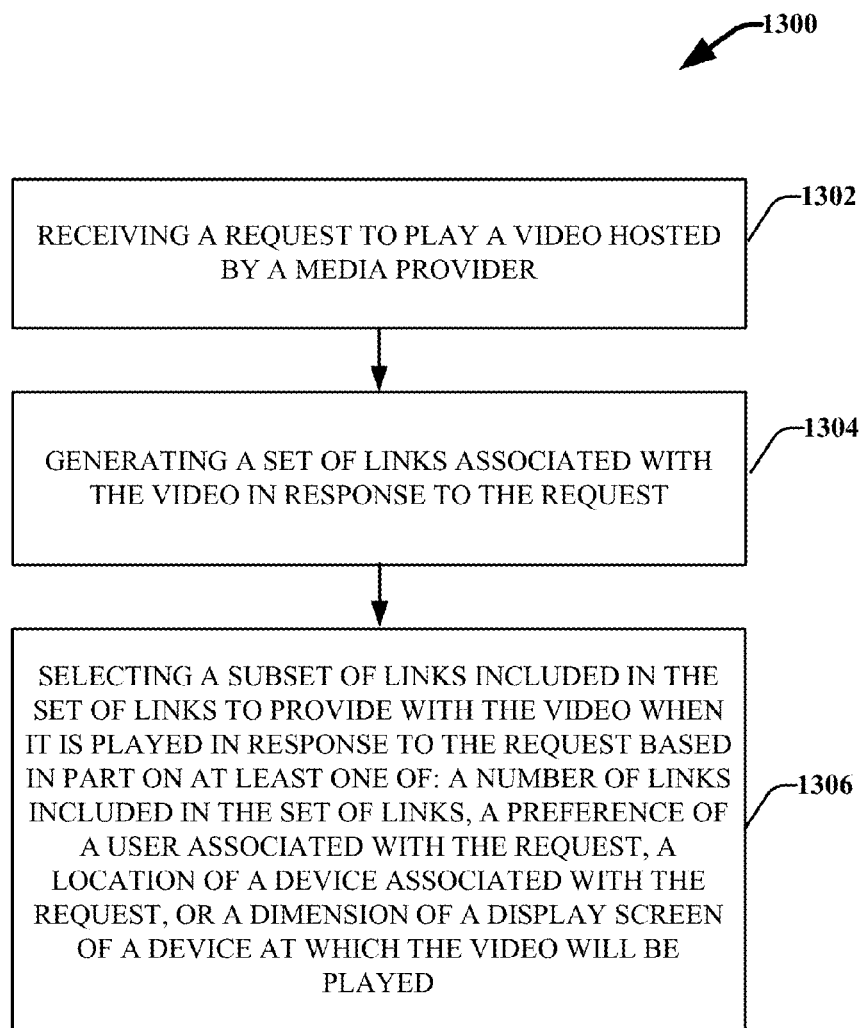 1300
1302
RECEIVING A REQUEST TO PLAY A VIDEO HOSTED
BY A MEDIA PROVIDER
1304
GENERATING A SET OF LINKS ASSOCIATED WITH
THE VIDEO IN RESPONSE TO THE REQUEST
SELECTING A SUBSET OF LINKS INCLUDED IN THE
SET OF LINKS TO PROVIDE WITH THE VIDEO WHEN
IT IS PLAYED IN RESPONSE TO THE REQUEST BASED
IN PART ON AT LEAST ONE OF: A NUMBER OF LINKS
INCLUDED IN THE SET OF LINKS, A PREFERENCE OF
A USER ASSOCIATED WITH THE REQUEST, A
LOCATION OF A DEVICE ASSOCIATED WITH THE
REQUEST, OR A DIMENSION OF A DISPLAY SCREEN
OF A DEVICE AT WHICH THE VIDEO WILL BE
PLAYED
1306